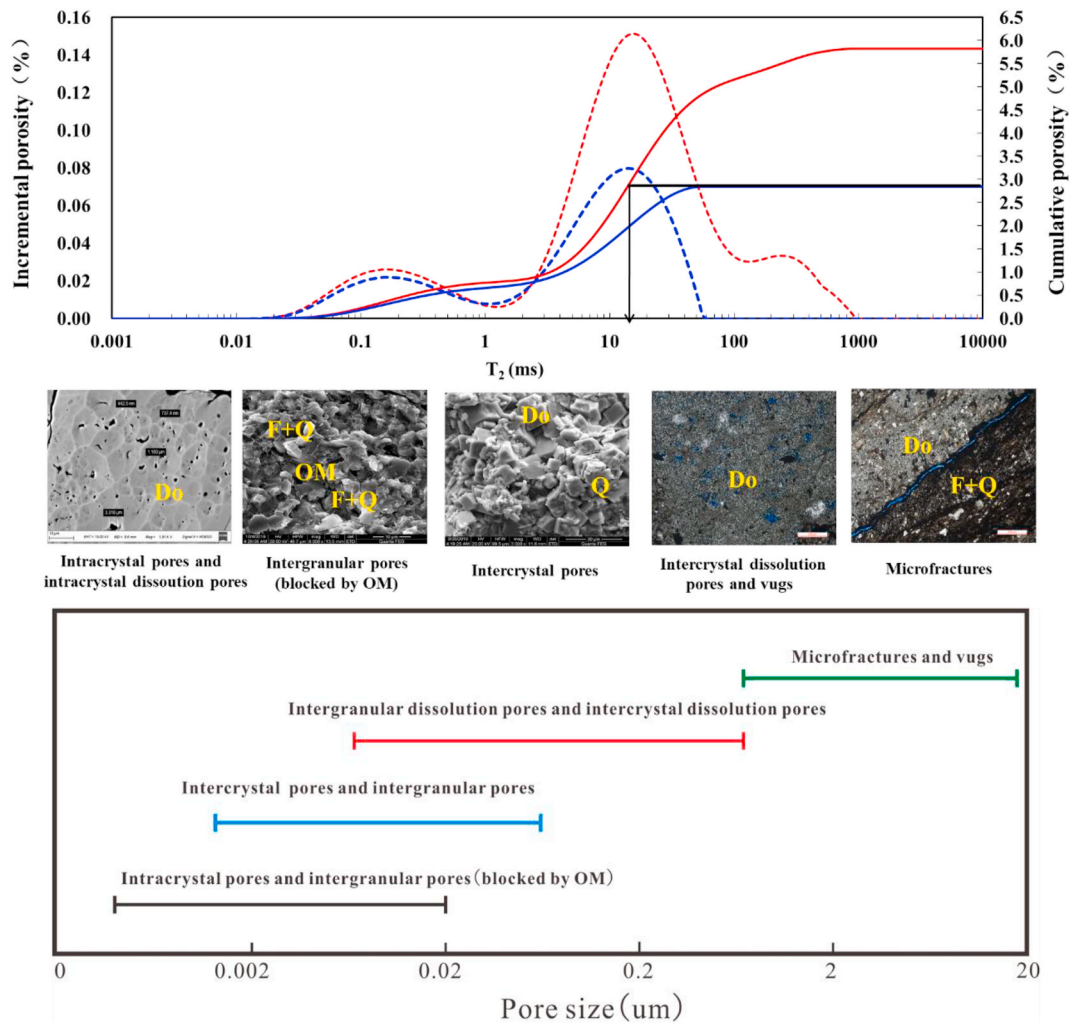 Incremental porosity (%)
0.16
0.14
0.12
0.10
0.08
0.06
0.04
0.02
0.00
6.5
6.0
5.5
5.0
4.5
4.0
3.5
3.0
2.5
2.0
1.5
1.0
0.5
0.0
Cumulative porosity (%)
0.001 0.01 0.1 1 10 100 1000 10000
T2 (ms)
Do
F+Q
OM
F+Q
Do
Q
Do
Do
F+Q
Intracrystal pores and
intracrystal dissoution pores
Intergranular pores
(blocked by OM)
Intercrystal pores
Intercrystal dissolution
pores and vugs
Microfractures
Microfractures and vugs
Intergranular dissolution pores and intercrystal dissolution pores
Intercrystal pores and intergranular pores
Intracrystal pores and intergranular pores(blocked by OM)
0 0.002 0.02 0.2 2 20
Pore size(um)